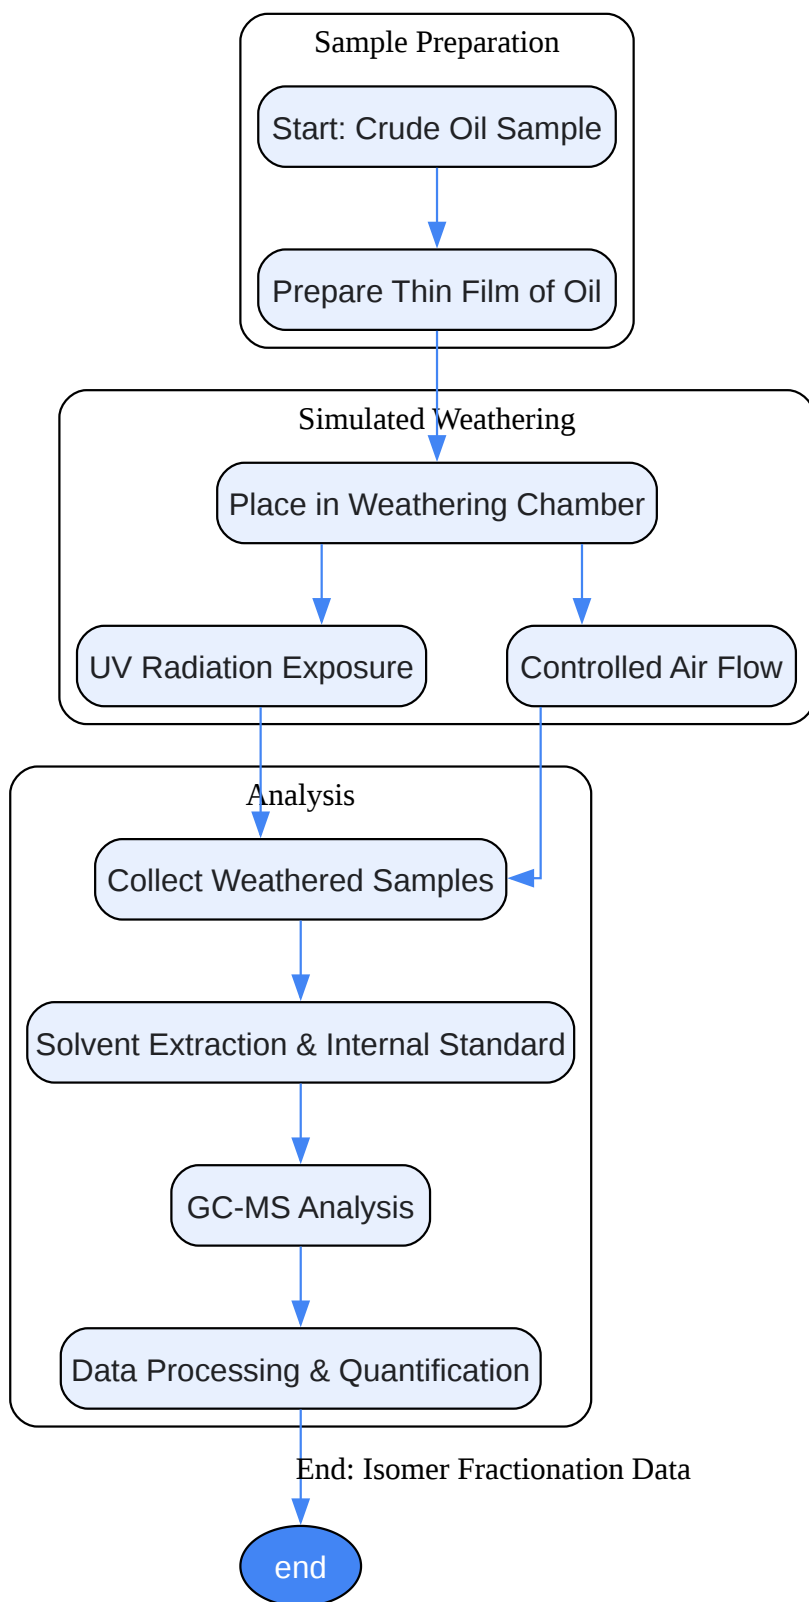 Sample Preparation
Start: Crude Oil Sample
Prepare Thin Film of Oil
Simulated Weathering
Place in Weathering Chamber
UV Radiation Exposure
Controlled Air Flow
Analysis
Collect Weathered Samples
Solvent Extraction & Internal Standard
GC-MS Analysis
Data Processing & Quantification
End: Isomer Fractionation Data
end